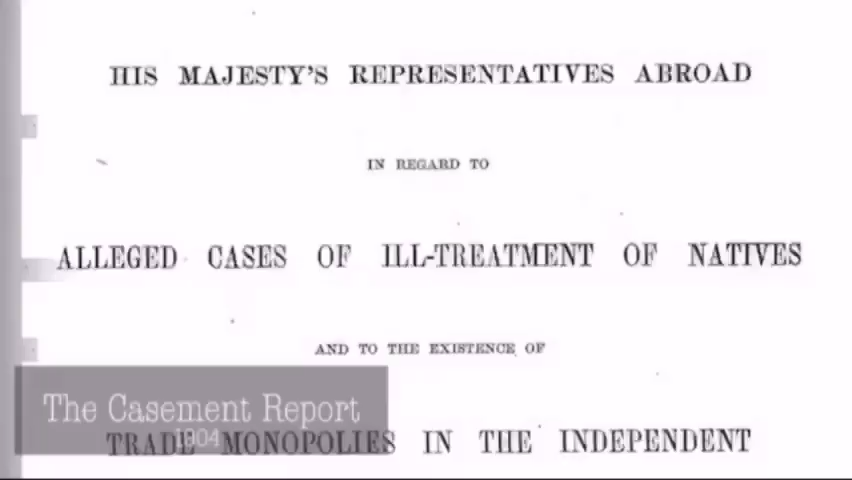 HIS MAJESTY'S REPRESENTATIVES ABROAD
IN REGARD TO
ALLEGED CASES OF ILL-TREATMENT OF NATIVES
AND TO THE EXISTENCE OF
The Casement Report
1904
TRADE MONOPOLIES IN THE INDEPENDENT